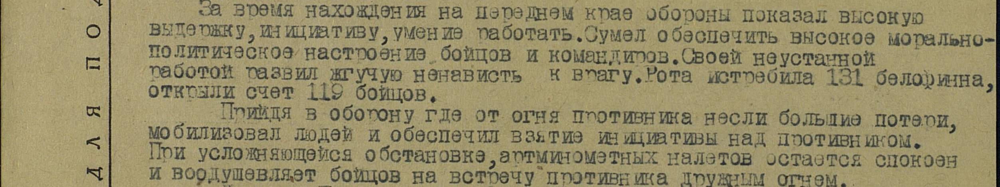 За время нахождения на переднем крае обороны показал высокую
выдержку,инициативу,умение работать.Сумел обеспечить высокое морально-
политическое настроение бойцов и командиров.Своей неустанной
работой развил жгучую ненависть к врагу.Рота истребила 131 белофинна,
открыли счет 119 бойцов.
Прийдя в оборону где от огня противника несли большие потери,
мобилизовал людей и обеспечил взятие инициативы над противником.
При усложняющейся обстановке,артминометных налетов остается спокоен
и воодушевляет бойцов на встречу противника дружным огнем.
ДЛЯ ПО